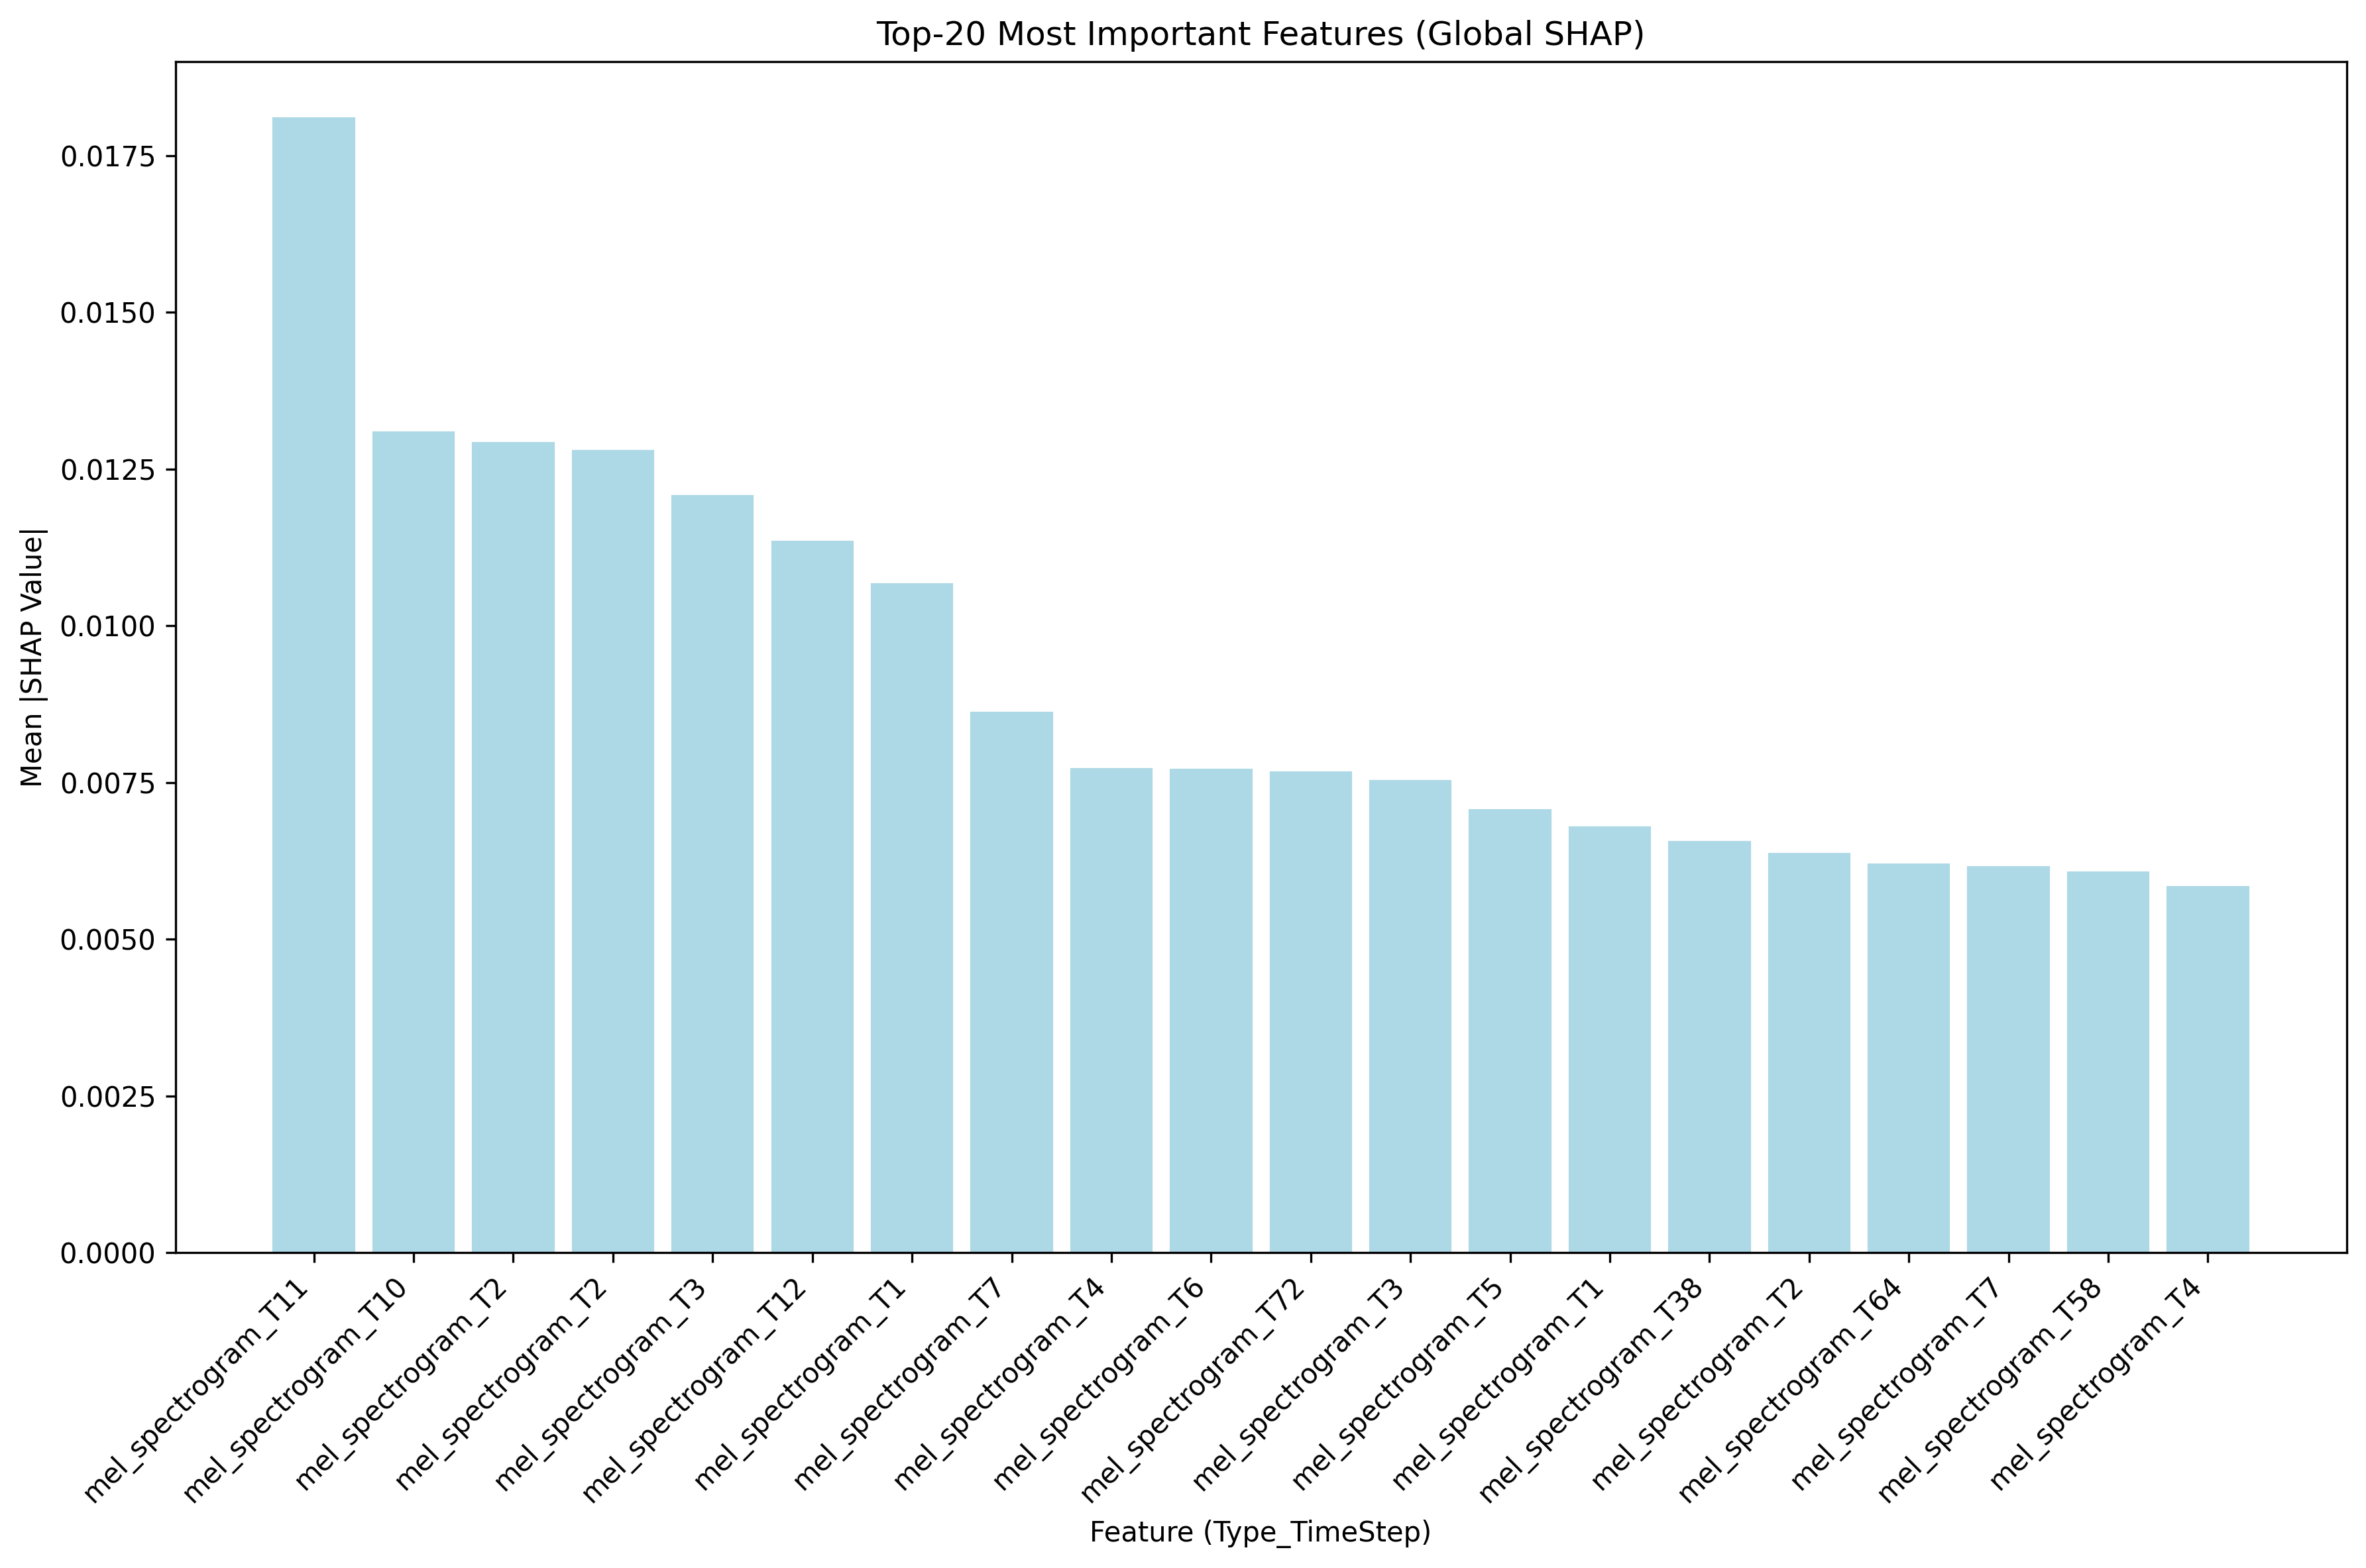 Top-20 Most Important Features (Global SHAP)
Mean |SHAP Value|
0.0175
0.0150
0.0125
0.0100
0.0075
0.0050
0.0025
0.0000
mel_spectrogram_T11
mel_spectrogram_T10
mel_spectrogram_T2
mel_spectrogram_T2
mel_spectrogram_T3
mel_spectrogram_T12
mel_spectrogram_T1
mel_spectrogram_T7
mel_spectrogram_T4
mel_spectrogram_T6
mel_spectrogram_T72
mel_spectrogram_T3
mel_spectrogram_T5
mel_spectrogram_T1
mel_spectrogram_T38
mel_spectrogram_T2
mel_spectrogram_T64
mel_spectrogram_T7
mel_spectrogram_T58
mel_spectrogram_T4
Feature (Type_TimeStep)